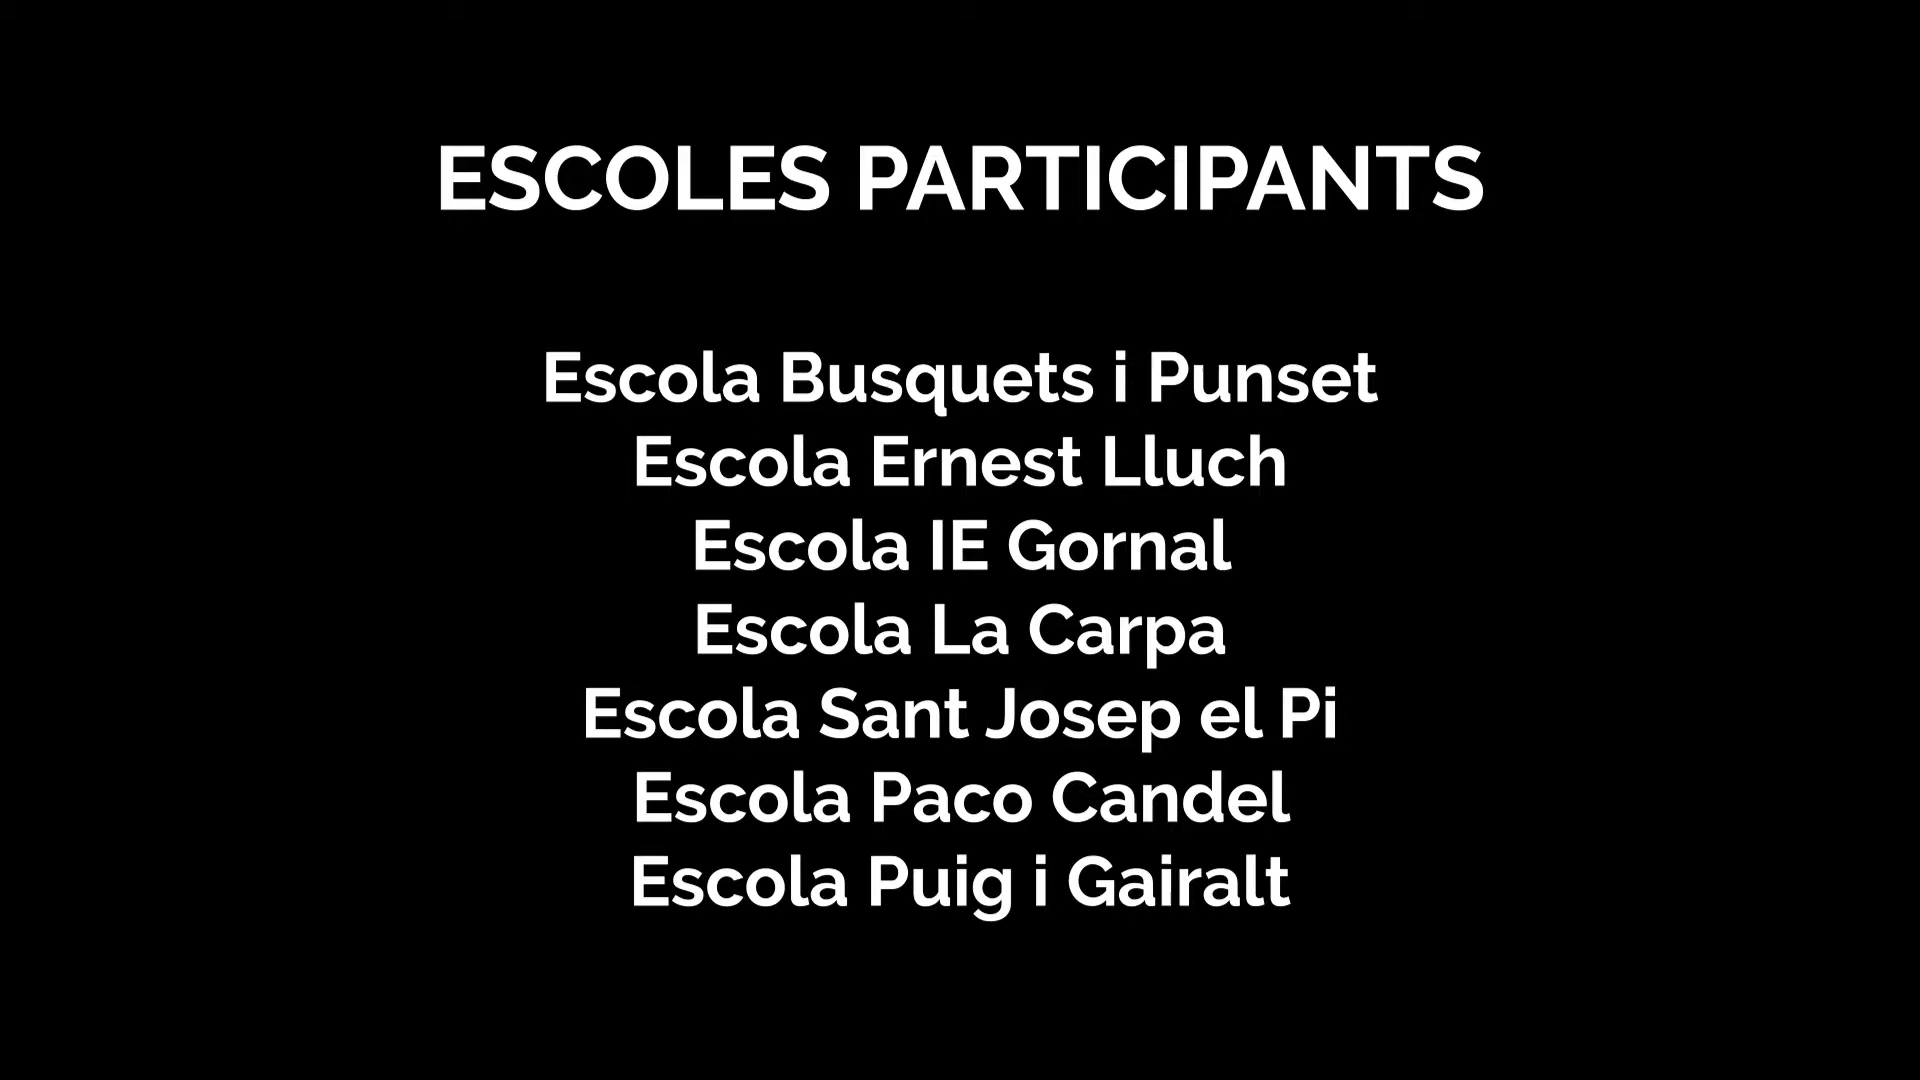 ESCOLES PARTICIPANTS
Escola Busquets i Punset
Escola Ernest Lluch
Escola IE Gornal
Escola La Carpa
Escola Sant Josep el Pi
Escola Paco Candel
Escola Puig i Gairalt